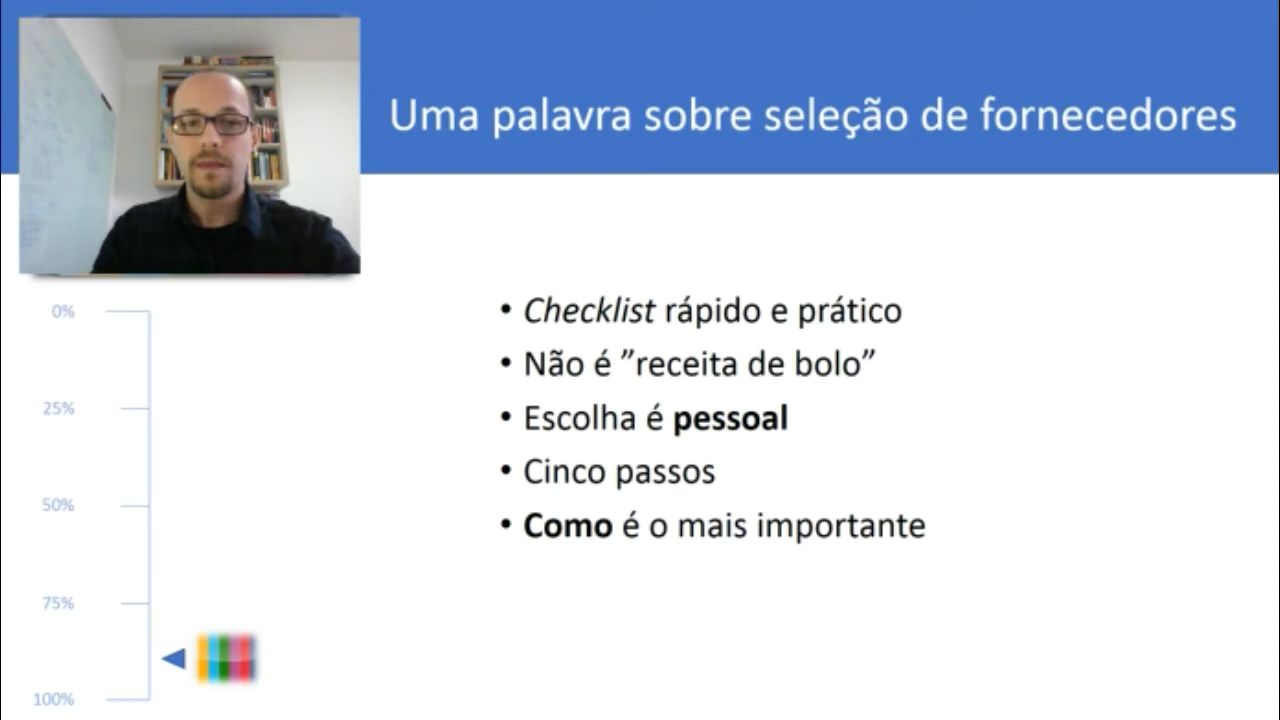 Uma palavra sobre seleção de fornecedores
• Checklist rápido e prático
• Não é ”receita de bolo”
• Escolha é pessoal
• Cinco passos
• Como é o mais importante
0%
25%
50%
75%
100%